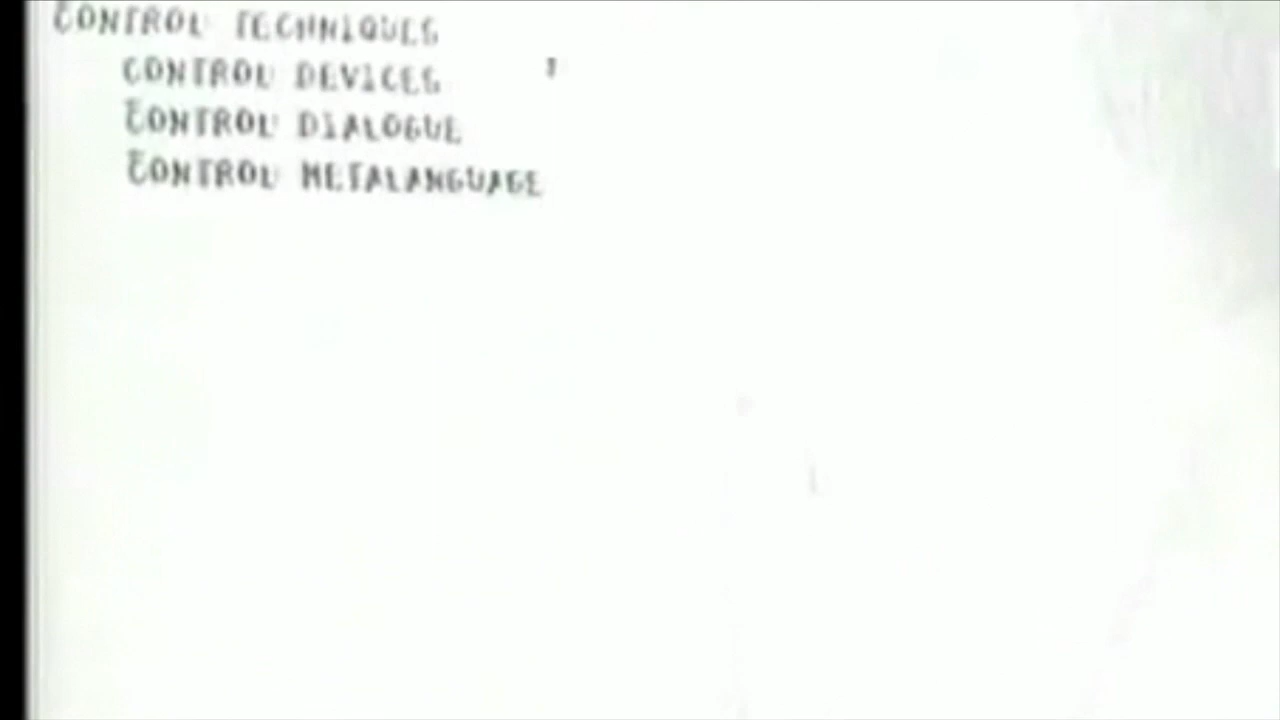 CONTROL TECHNIQUES
CONTROL DEVICES
CONTROL DIALOGUE
CONTROL METALANGUAGE